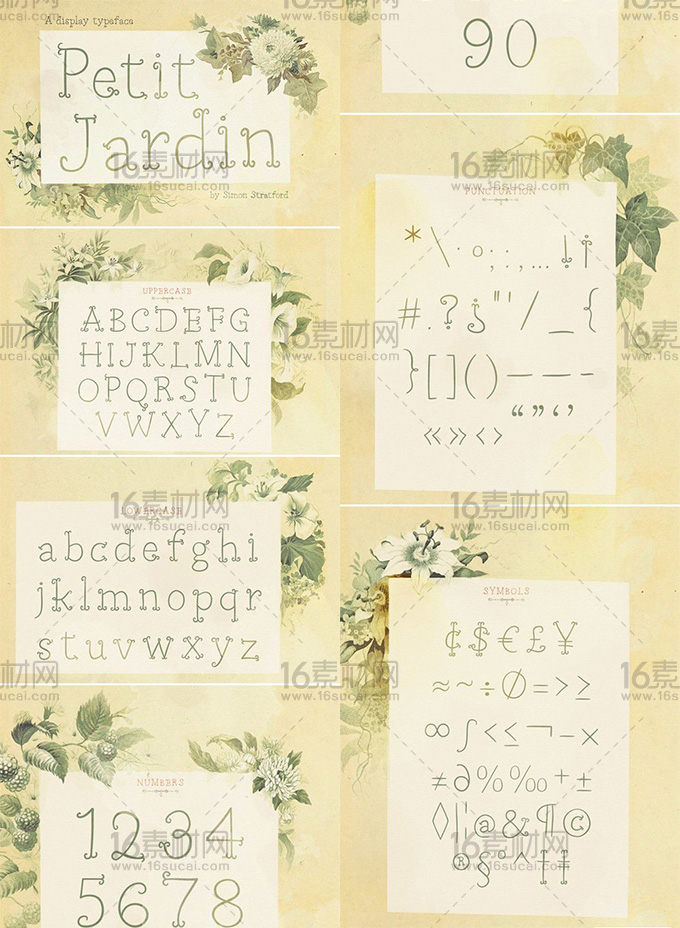 A display typeface
Petit
Jardin
by Simon Stratford
UPPERCASE
ABCDEFG
HIJKLMN
OPQRSTU
VWXYZ
LOWERCASE
abcdefghi
jklmnopqr
stuvwxyz
NUMBERS
1234
5678
90
PUNCTUATION
*\·o;:,…¡¡
#.?¿"'/_{
}[]()—–-
“”‘’
«»‹›
SYMBOLS
¢$€£¥
≈~÷Ø=>≥
∞∫<≤¬−×
≠∂%‰+±
◊|'@&¶©
®§°^†‡
16素材网
www.16sucai.com